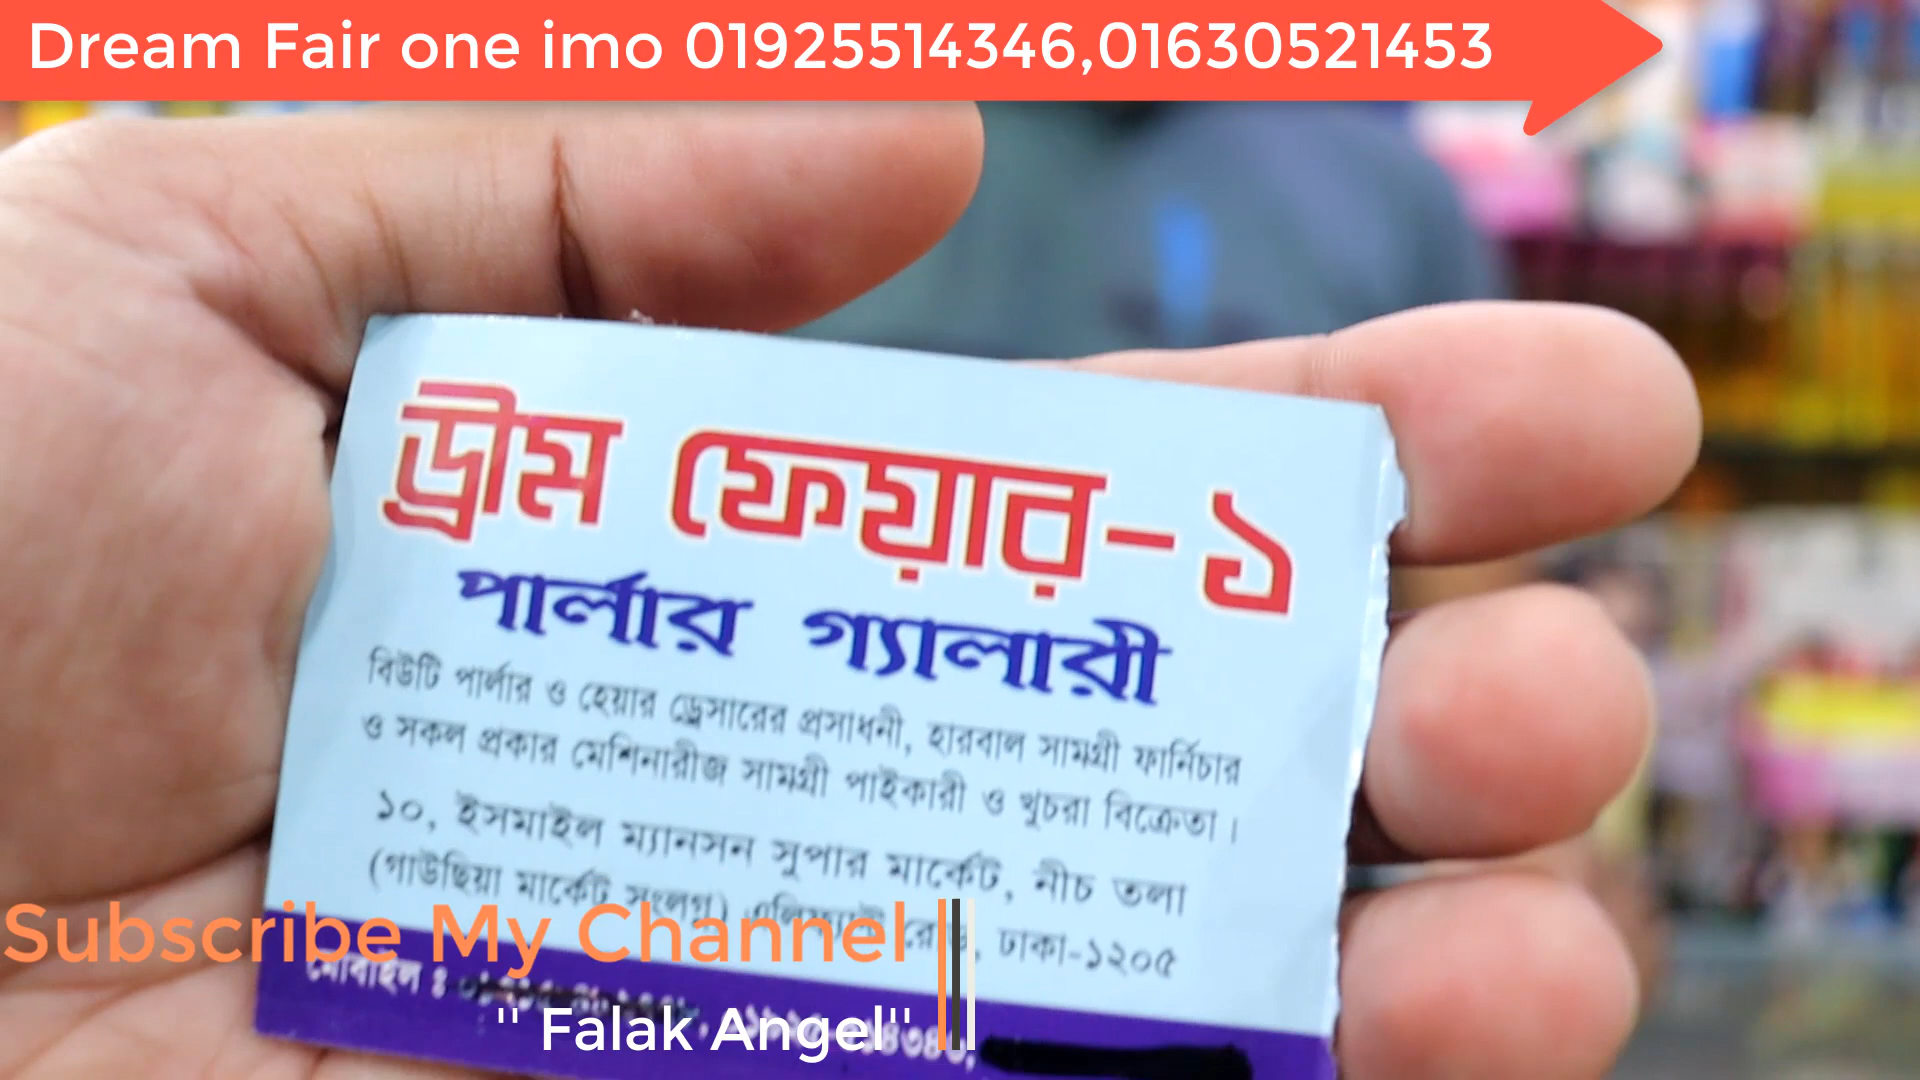 Dream Fair one imo 01925514346,01630521453
ড্রীম ফেয়ার-১
পার্লার গ্যালারী
বিউটি পার্লার ও হেয়ার ড্রেসারের প্রসাধনী, হারবাল সামগ্রী ফার্নিচার
ও সকল প্রকার মেশিনারীজ সামগ্রী পাইকারী ও খুচরা বিক্রেতা।
১০, ইসমাইল ম্যানসন সুপার মার্কেট, নীচ তলা
(গাউছিয়া মার্কেট সংলগ্ন) এলিফ্যান্ট রোড, ঢাকা-১২০৫
Subscribe My Channel
মোবাইল ঃ
" Falak Angel"